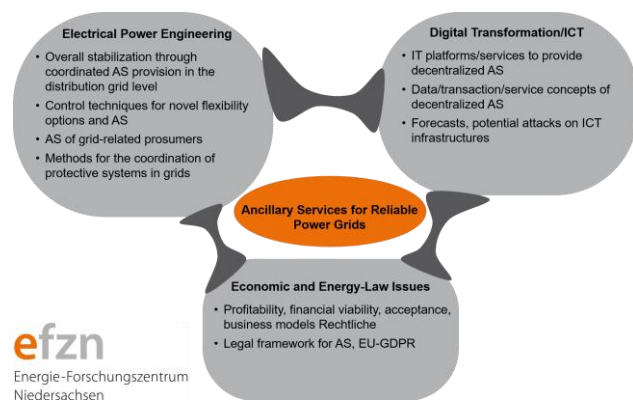 Electrical Power Engineering
• Overall stabilization through
coordinated AS provision in the
distribution grid level
• Control techniques for novel flexibility
options and AS
• AS of grid-related prosumers
• Methods for the coordination of
protective systems in grids
Digital Transformation/ICT
• IT platforms/services to provide
decentralized AS
• Data/transaction/service concepts of
decentralized AS
• Forecasts, potential attacks on ICT
infrastructures
Ancillary Services for Reliable
Power Grids
Economic and Energy-Law Issues
• Profitability, financial viability, acceptance,
business models Rechtliche
• Legal framework for AS, EU-GDPR
efzn
Energie-Forschungszentrum
Niedersachsen